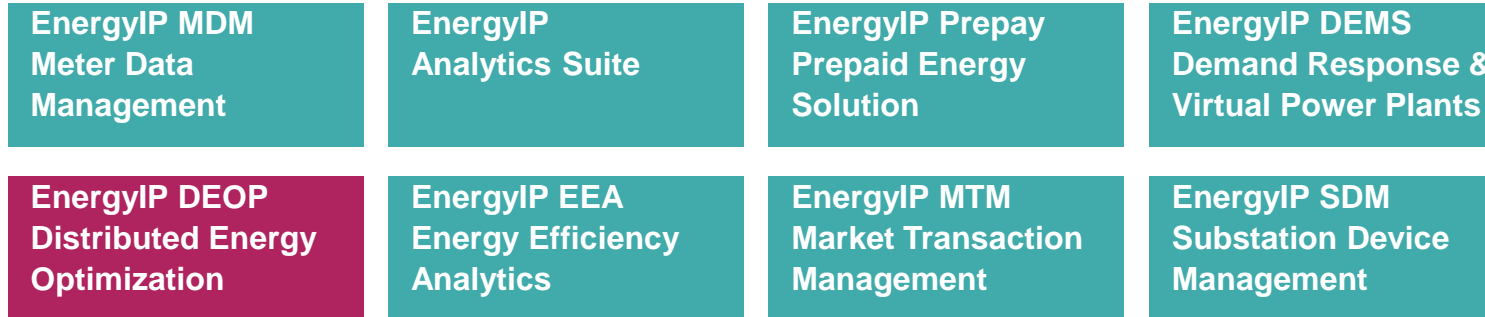 EnergyIP MDM
Meter Data
Management
EnergyIP
Analytics Suite
EnergyIP Prepay
Prepaid Energy
Solution
EnergyIP DEMS
Demand Response &
Virtual Power Plants
EnergyIP DEOP
Distributed Energy
Optimization
EnergyIP EEA
Energy Efficiency
Analytics
EnergyIP MTM
Market Transaction
Management
EnergyIP SDM
Substation Device
Management